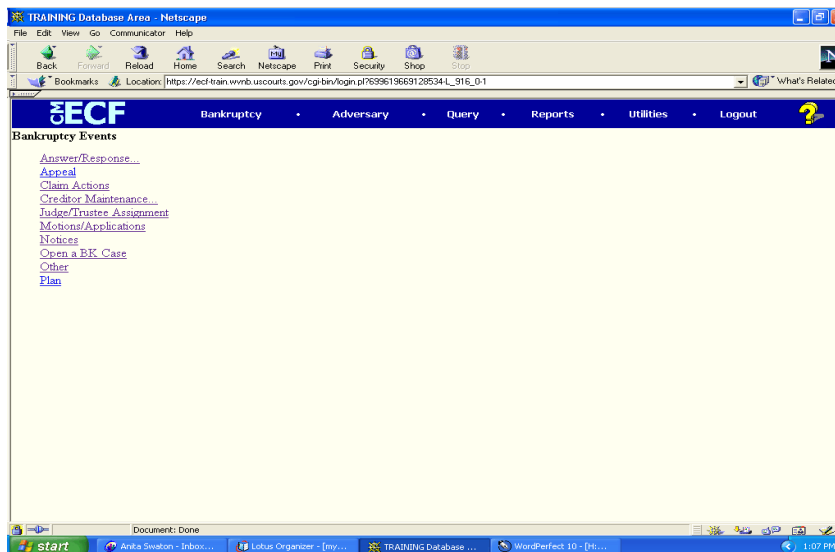 TRAINING Database Area - Netscape
File Edit View Go Communicator Help
Back Forward Reload Home Search Netscape Print Security Shop Stop
Bookmarks Location: https://ecf-train.wvnb.uscourts.gov/cgi-bin/login.pl?699619669128534-L_916_0-1 What's Related
CM ECF Bankruptcy • Adversary • Query • Reports • Utilities • Logout ?
Bankruptcy Events
Answer/Response...
Appeal
Claim Actions
Creditor Maintenance...
Judge/Trustee Assignment
Motions/Applications
Notices
Open a BK Case
Other
Plan
Document: Done
start Anita Swaton - Inbox... Lotus Organizer - [my... TRAINING Database ... WordPerfect 10 - [H:... 1:07 PM